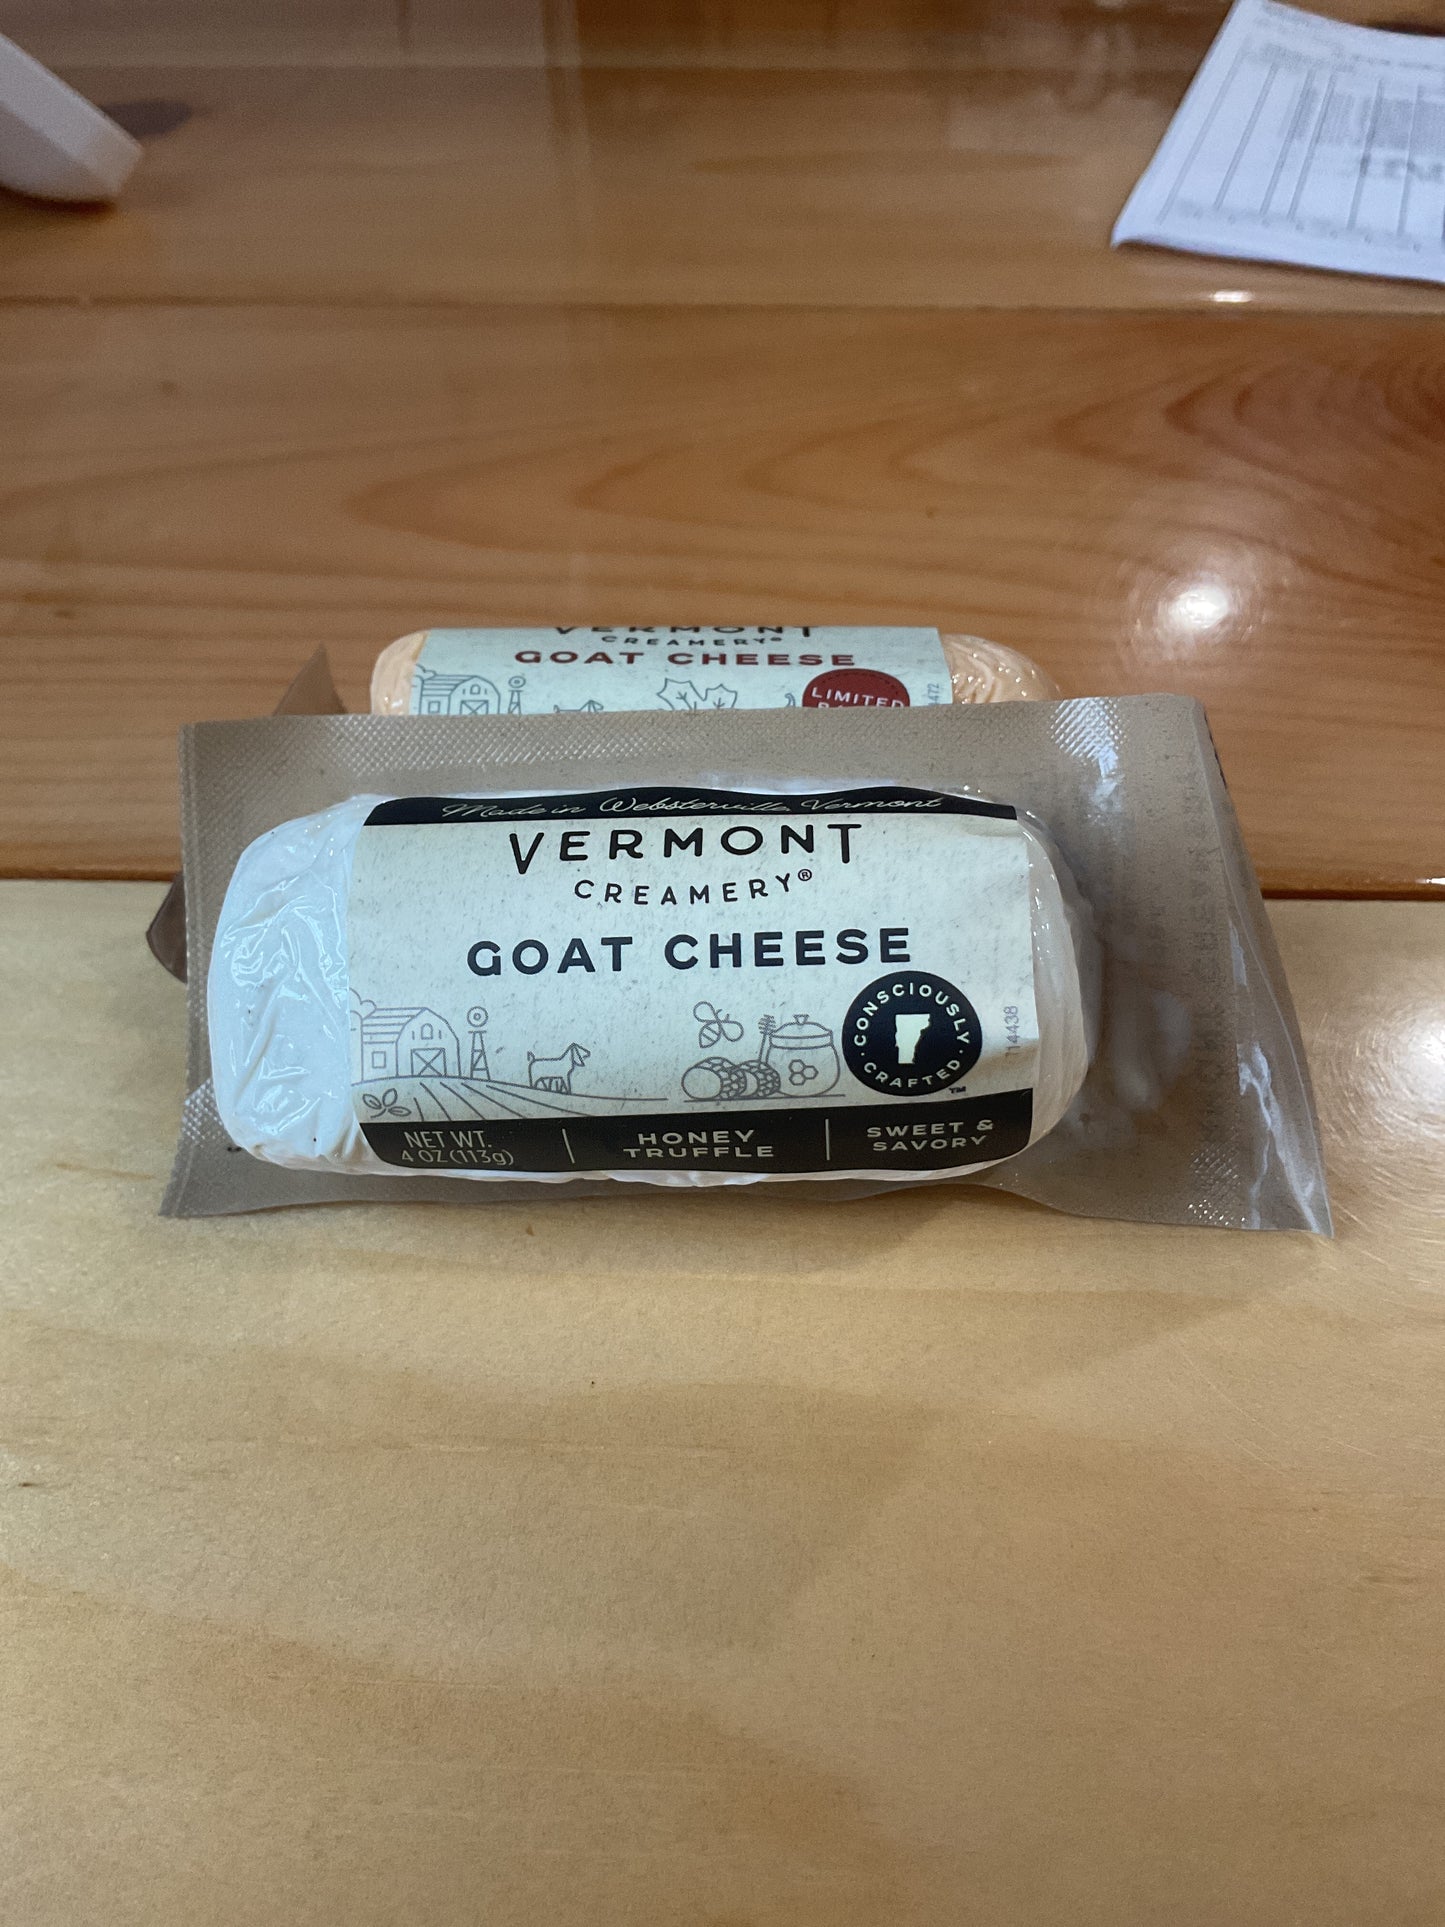 VERMONT
CREAMERY®
GOAT CHEESE
LIMITED
Made in Websterville, Vermont
VERMONT
CREAMERY®
GOAT CHEESE
CONSCIOUSLY
CRAFTED
TM
14438
NET WT.
4 OZ (113g)
HONEY
TRUFFLE
SWEET &
SAVORY